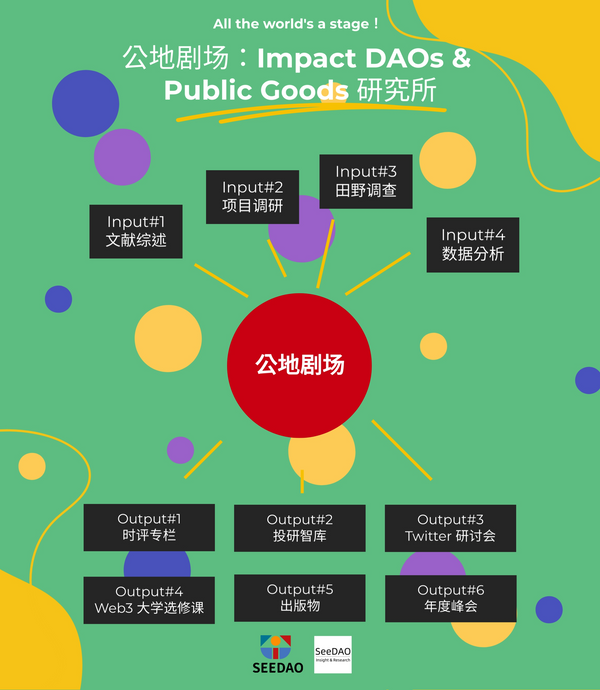 All the world's a stage！
公地剧场：Impact DAOs &
Public Goods 研究所
Input#1
文献综述
Input#2
项目调研
Input#3
田野调查
Input#4
数据分析
公地剧场
Output#1
时评专栏
Output#2
投研智库
Output#3
Twitter 研讨会
Output#4
Web3 大学选修课
Output#5
出版物
Output#6
年度峰会
SEEDAO
SeeDAO
Insight & Research